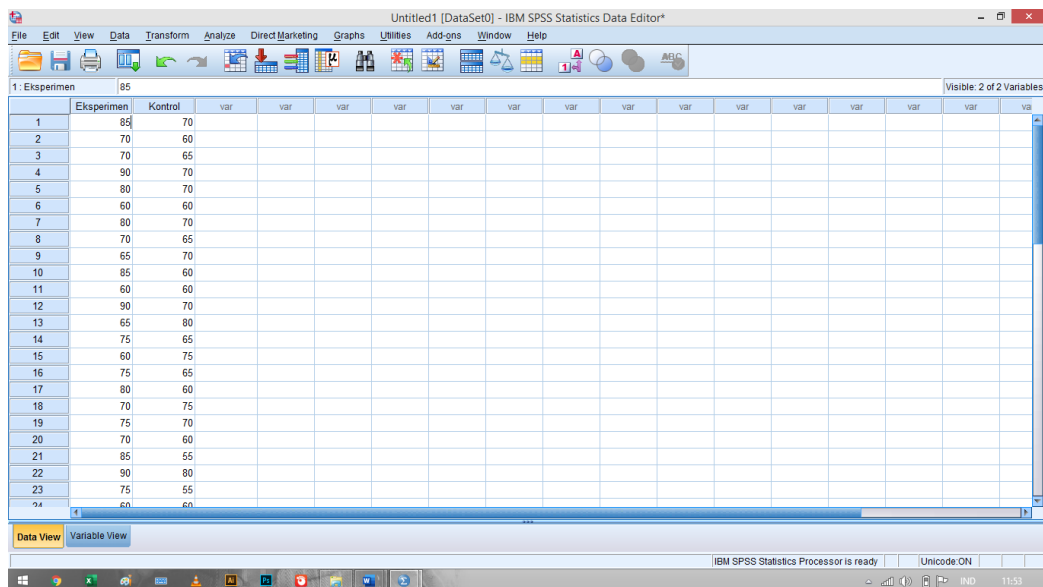 Untitled1 [DataSet0] - IBM SPSS Statistics Data Editor*
File Edit View Data Transform Analyze Direct Marketing Graphs Utilities Add-ons Window Help
1 : Eksperimen 85 Visible: 2 of 2 Variables
Eksperimen Kontrol var var var var var var var var var var var var var var va
1 85 70
2 70 60
3 70 65
4 90 70
5 80 70
6 60 60
7 80 70
8 70 65
9 65 70
10 85 60
11 60 60
12 90 70
13 65 80
14 75 65
15 60 75
16 75 65
17 80 60
18 70 75
19 75 70
20 70 60
21 85 55
22 90 80
23 75 55
24 60 60
Data View Variable View
IBM SPSS Statistics Processor is ready Unicode:ON
IND 11:53